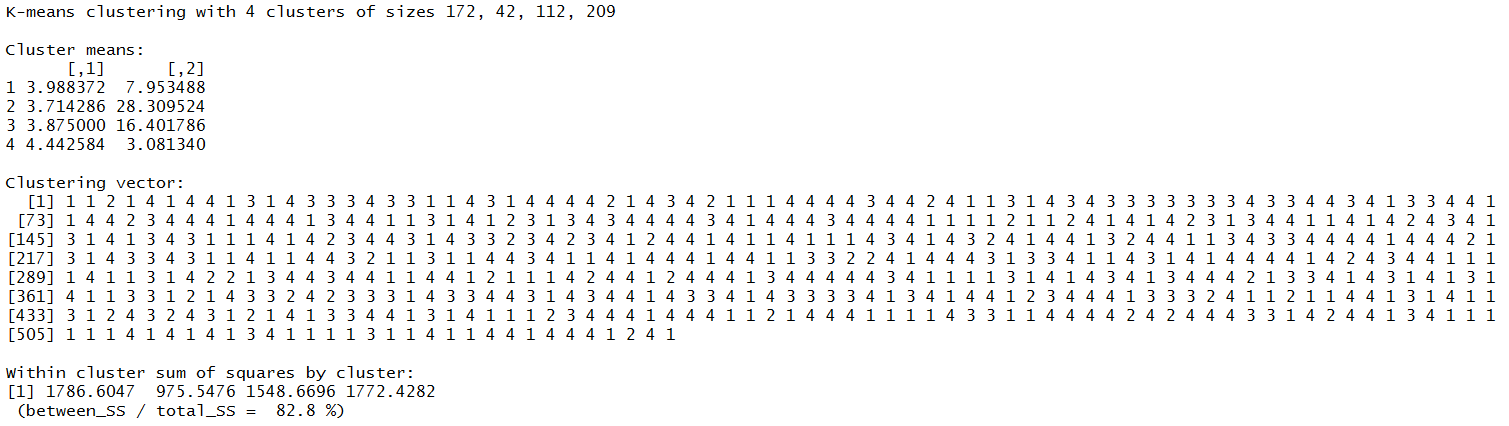 K-means clustering with 4 clusters of sizes 172, 42, 112, 209
Cluster means:
[,1] [,2]
1 3.988372 7.953488
2 3.714286 28.309524
3 3.875000 16.401786
4 4.442584 3.081340
Clustering vector:
[1] 1 1 2 1 4 1 4 4 1 3 1 4 3 3 3 4 3 3 1 1 4 3 1 4 4 4 4 2 1 4 3 4 2 1 1 1 4 4 4 4 3 4 4 2 4 1 1 3 1 4 3 4 3 3 3 3 3 3 3 4 3 3 4 4 3 4 1 3 3 4 4 1
[73] 1 4 4 2 3 4 4 4 1 4 4 4 1 3 4 4 1 1 3 1 4 1 2 3 1 3 4 3 4 4 4 4 3 4 1 4 4 4 3 4 4 4 4 1 1 1 1 2 1 1 2 4 1 4 1 4 2 3 1 3 4 4 1 1 4 1 4 2 4 3 4 1
[145] 3 1 4 1 3 4 3 1 1 1 4 1 4 2 3 4 4 3 1 4 3 3 2 3 4 2 3 4 1 2 4 4 1 4 1 1 4 1 1 1 4 3 4 1 4 3 2 4 1 4 4 1 3 2 4 4 1 1 3 4 3 3 4 4 4 4 1 4 4 4 2 1
[217] 3 1 4 3 3 4 3 1 1 4 1 1 4 4 3 2 1 1 3 1 1 4 4 3 4 1 1 4 1 4 4 4 1 4 4 1 1 3 3 2 2 4 1 4 4 4 3 1 3 3 4 1 1 4 3 1 4 1 4 4 4 4 1 4 2 4 3 4 4 1 1 1
[289] 1 4 1 1 3 1 4 2 2 1 3 4 4 3 4 4 1 1 4 4 1 2 1 1 1 4 2 4 4 1 2 4 4 4 1 3 4 4 4 4 4 3 4 1 1 1 1 3 1 4 1 4 3 4 1 3 4 4 4 2 1 3 3 4 1 4 3 1 4 1 3 1
[361] 4 1 1 3 3 1 2 1 4 3 3 2 4 2 3 3 3 1 4 3 3 4 4 3 1 4 3 4 4 1 4 3 3 4 1 4 3 3 3 3 4 1 3 4 1 4 4 1 2 3 4 4 4 1 3 3 3 2 4 1 1 2 1 1 4 4 1 3 1 4 1 1
[433] 3 1 2 4 3 2 4 3 1 2 1 4 1 3 3 4 4 1 3 1 4 1 1 1 2 3 4 4 4 1 4 4 4 1 1 2 1 4 4 4 1 1 1 1 4 3 3 1 1 4 4 4 4 2 4 2 4 4 4 3 3 1 4 2 4 4 1 3 4 1 1 1
[505] 1 1 1 4 1 4 1 4 1 3 4 1 1 1 1 3 1 1 4 1 1 4 4 1 4 4 4 1 2 4 1
Within cluster sum of squares by cluster:
[1] 1786.6047 975.5476 1548.6696 1772.4282
(between_SS / total_SS = 82.8 %)